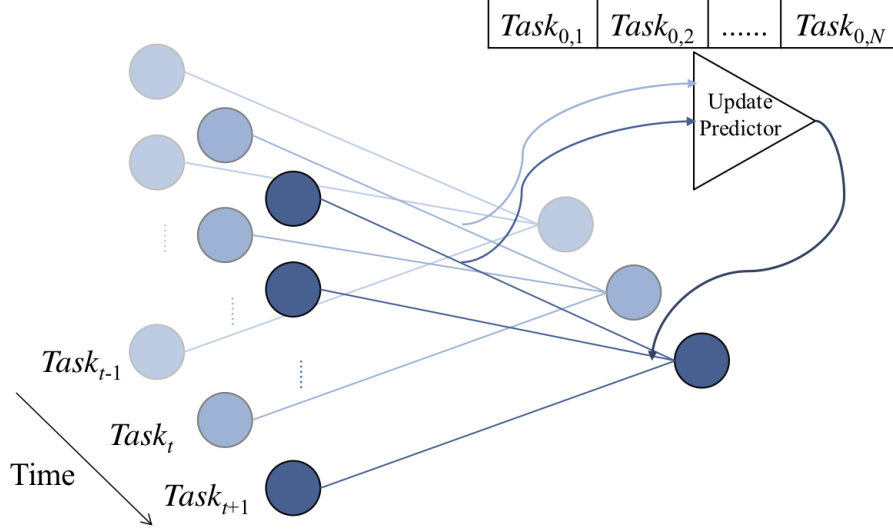 Task0,1 Task0,2 ...... Task0,N
Update
Predictor
Taskt-1
Taskt
Time
Taskt+1